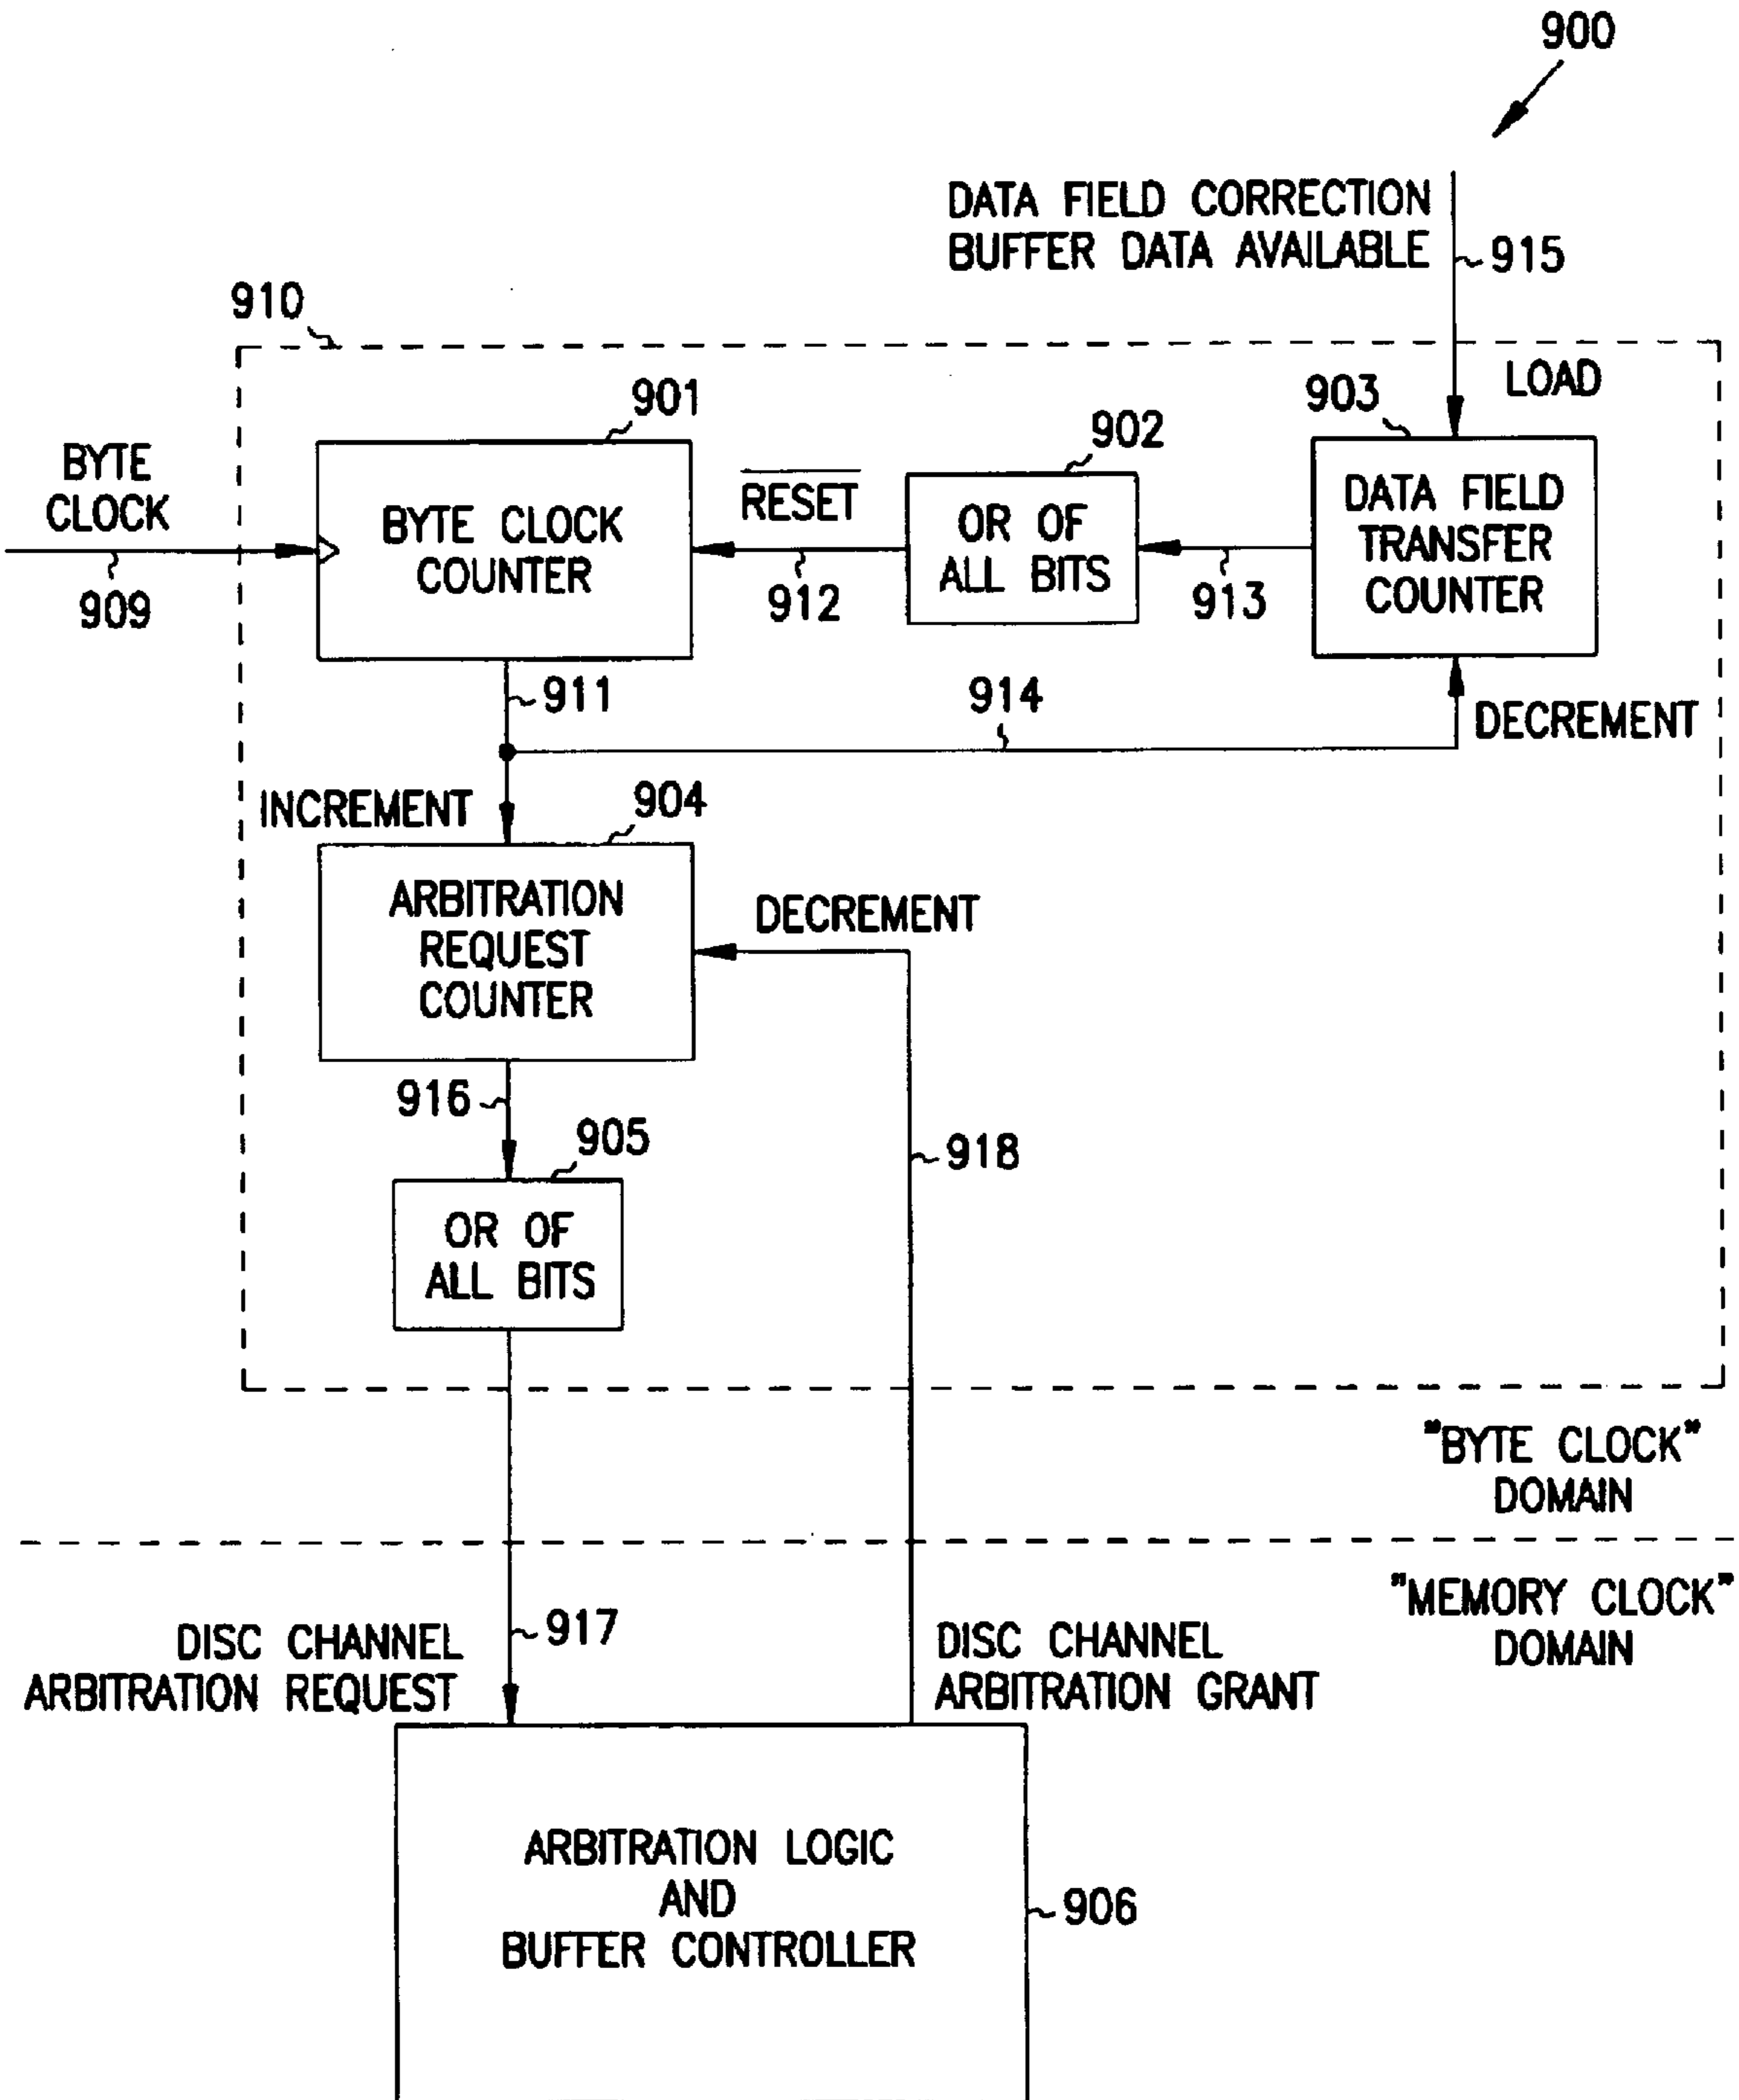 900
DATA FIELD CORRECTION
BUFFER DATA AVAILABLE
915
910
LOAD
901
903
902
BYTE
CLOCK
909
BYTE CLOCK
COUNTER
RESET
912
OR OF
ALL BITS
913
DATA FIELD
TRANSFER
COUNTER
911
914
DECREMENT
INCREMENT
904
ARBITRATION
REQUEST
COUNTER
DECREMENT
916
905
918
OR OF
ALL BITS
"BYTE CLOCK"
DOMAIN
"MEMORY CLOCK"
DOMAIN
917
DISC CHANNEL
ARBITRATION REQUEST
DISC CHANNEL
ARBITRATION GRANT
ARBITRATION LOGIC
AND
BUFFER CONTROLLER
906